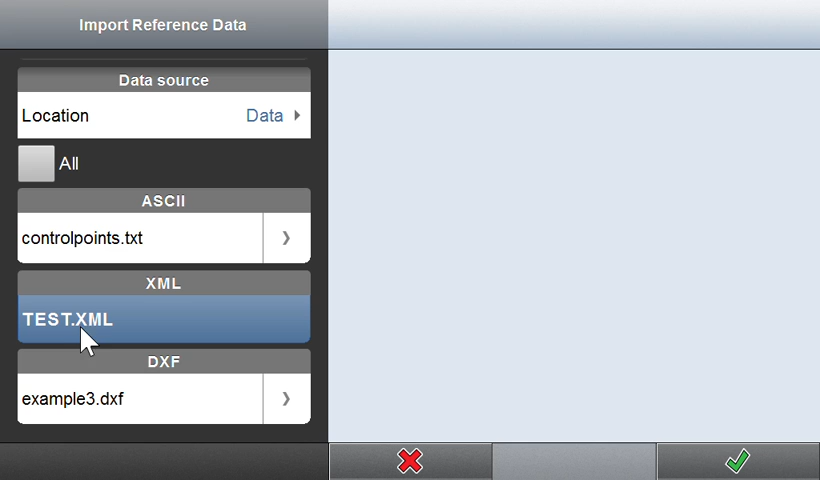 Import Reference Data
Data source
Location Data
All
ASCII
controlpoints.txt
XML
TEST.XML
DXF
example3.dxf